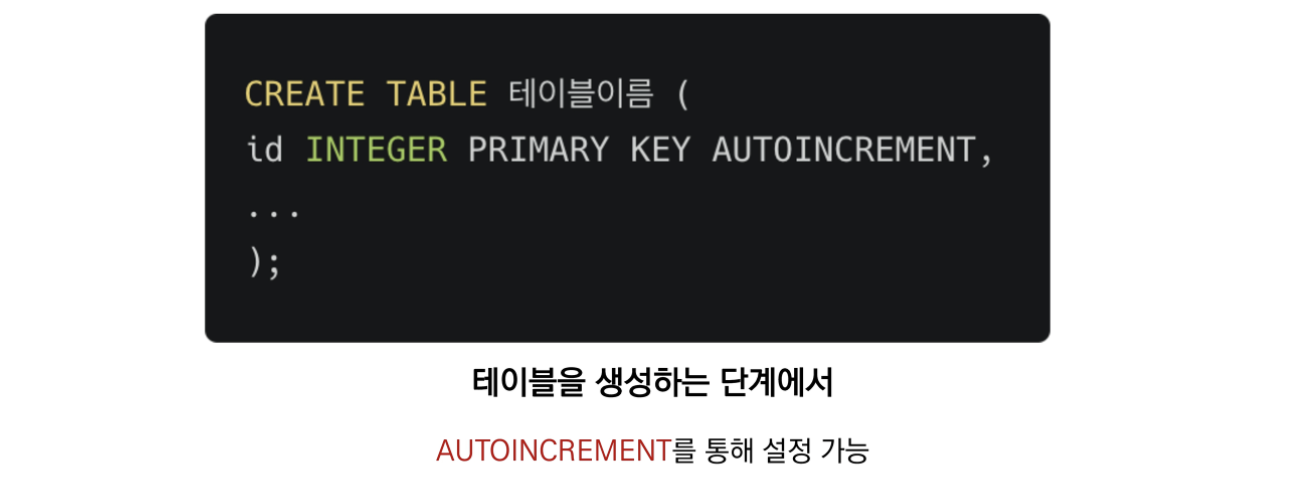 CREATE TABLE 테이블이름 (
id INTEGER PRIMARY KEY AUTOINCREMENT,
...
);
테이블을 생성하는 단계에서
AUTOINCREMENT를 통해 설정 가능